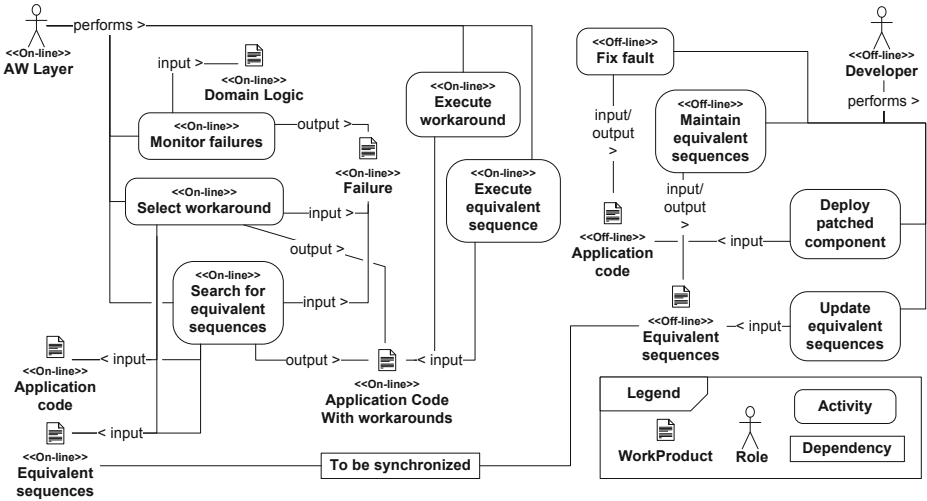 performs >
<<On-line>>
AW Layer
input >
<<On-line>>
Domain Logic
<<On-line>>
Monitor failures
output >
<<On-line>>
Failure
<<On-line>>
Execute
workaround
<<On-line>>
Select workaround
input >
output >
<<On-line>>
Execute
equivalent
sequence
<<On-line>>
Search for
equivalent
sequences
input >
output >
< input
<<On-line>>
Application Code
With workarounds
< input
<<On-line>>
Application
code
< input
<<On-line>>
Equivalent
sequences
To be synchronized
<<Off-line>>
Fix fault
<<Off-line>>
Developer
performs >
input/
output
>
<<Off-line>>
Maintain
equivalent
sequences
input/
output
>
<<Off-line>>
Application
code
< input
Deploy
patched
component
<<Off-line>>
Equivalent
sequences
< input
Update
equivalent
sequences
Legend
WorkProduct
Role
Activity
Dependency